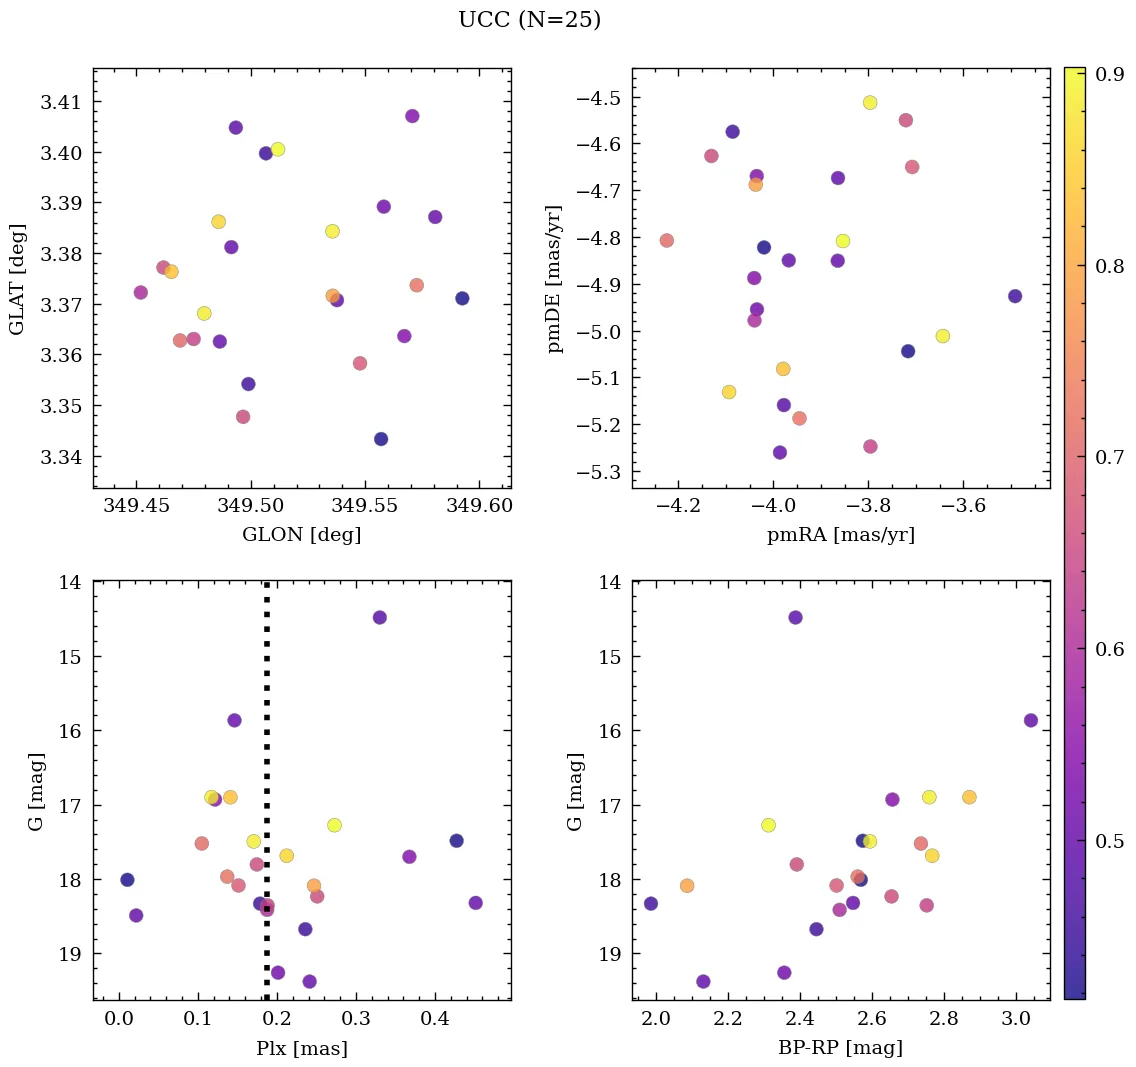 UCC (N=25)
3.41
3.40
3.39
3.38
3.37
3.36
3.35
3.34
GLAT [deg]
349.45 349.50 349.55 349.60
GLON [deg]
−4.5
−4.6
−4.7
−4.8
−4.9
−5.0
−5.1
−5.2
−5.3
pmDE [mas/yr]
−4.2 −4.0 −3.8 −3.6
pmRA [mas/yr]
0.9
0.8
0.7
0.6
0.5
14
15
16
17
18
19
G [mag]
0.0 0.1 0.2 0.3 0.4
Plx [mas]
14
15
16
17
18
19
G [mag]
2.0 2.2 2.4 2.6 2.8 3.0
BP-RP [mag]